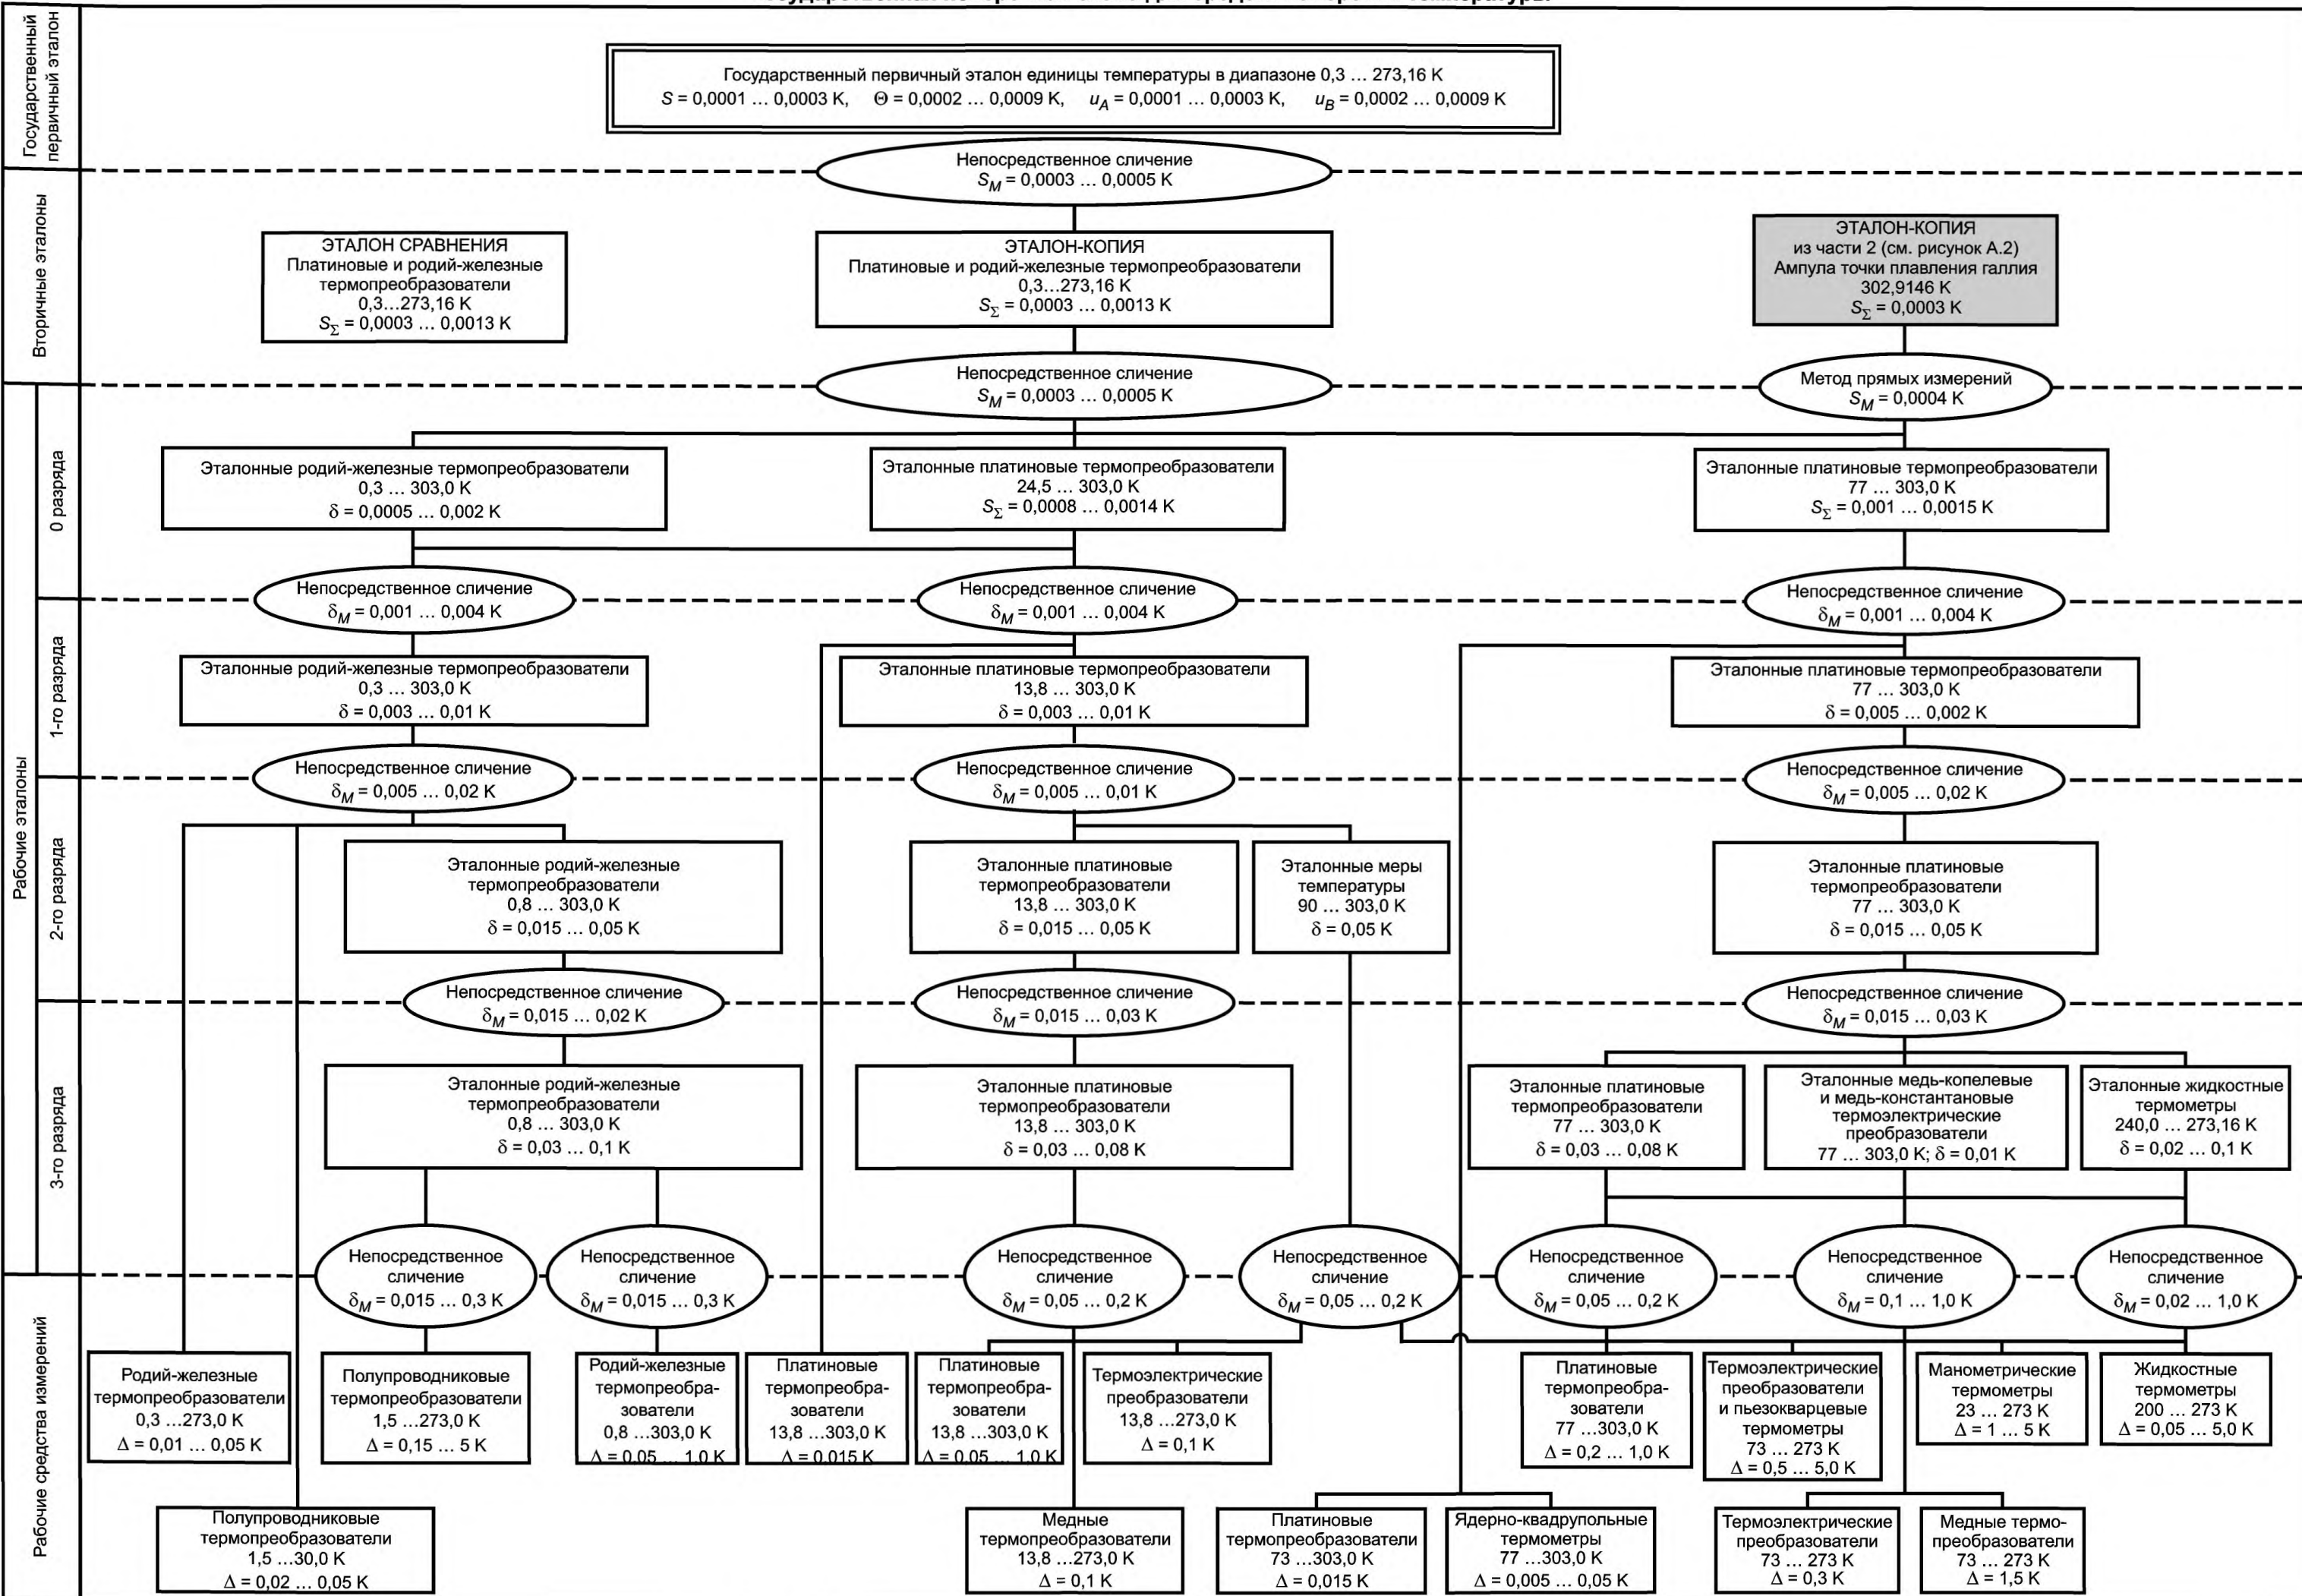 Государственный
первичный эталон
Государственный первичный эталон единицы температуры в диапазоне 0,3 ... 273,16 K
S = 0,0001 ... 0,0003 K, Θ = 0,0002 ... 0,0009 K, u_A = 0,0001 ... 0,0003 K, u_B = 0,0002 ... 0,0009 K
Непосредственное сличение
S_M = 0,0003 ... 0,0005 K
Вторичные эталоны
ЭТАЛОН СРАВНЕНИЯ
Платиновые и родий-железные
термопреобразователи
0,3...273,16 K
S_Σ = 0,0003 ... 0,0013 K
ЭТАЛОН-КОПИЯ
Платиновые и родий-железные термопреобразователи
0,3...273,16 K
S_Σ = 0,0003 ... 0,0013 K
ЭТАЛОН-КОПИЯ
из части 2 (см. рисунок А.2)
Ампула точки плавления галлия
302,9146 K
S_Σ = 0,0003 K
Непосредственное сличение
S_M = 0,0003 ... 0,0005 K
Метод прямых измерений
S_M = 0,0004 K
Рабочие эталоны
0 разряда
Эталонные родий-железные термопреобразователи
0,3 ... 303,0 K
δ = 0,0005 ... 0,002 K
Эталонные платиновые термопреобразователи
24,5 ... 303,0 K
S_Σ = 0,0008 ... 0,0014 K
Эталонные платиновые термопреобразователи
77 ... 303,0 K
S_Σ = 0,001 ... 0,0015 K
Непосредственное сличение
δ_M = 0,001 ... 0,004 K
Непосредственное сличение
δ_M = 0,001 ... 0,004 K
Непосредственное сличение
δ_M = 0,001 ... 0,004 K
1-го разряда
Эталонные родий-железные термопреобразователи
0,3 ... 303,0 K
δ = 0,003 ... 0,01 K
Эталонные платиновые термопреобразователи
13,8 ... 303,0 K
δ = 0,003 ... 0,01 K
Эталонные платиновые термопреобразователи
77 ... 303,0 K
δ = 0,005 ... 0,002 K
Непосредственное сличение
δ_M = 0,005 ... 0,02 K
Непосредственное сличение
δ_M = 0,005 ... 0,01 K
Непосредственное сличение
δ_M = 0,005 ... 0,02 K
2-го разряда
Эталонные родий-железные
термопреобразователи
0,8 ... 303,0 K
δ = 0,015 ... 0,05 K
Эталонные платиновые
термопреобразователи
13,8 ... 303,0 K
δ = 0,015 ... 0,05 K
Эталонные меры
температуры
90 ... 303,0 K
δ = 0,05 K
Эталонные платиновые
термопреобразователи
77 ... 303,0 K
δ = 0,015 ... 0,05 K
Непосредственное сличение
δ_M = 0,015 ... 0,02 K
Непосредственное сличение
δ_M = 0,015 ... 0,03 K
Непосредственное сличение
δ_M = 0,015 ... 0,03 K
3-го разряда
Эталонные родий-железные
термопреобразователи
0,8 ... 303,0 K
δ = 0,03 ... 0,1 K
Эталонные платиновые
термопреобразователи
13,8 ... 303,0 K
δ = 0,03 ... 0,08 K
Эталонные платиновые
термопреобразователи
77 ... 303,0 K
δ = 0,03 ... 0,08 K
Эталонные медь-копелевые
и медь-константановые
термоэлектрические
преобразователи
77 ... 303,0 K; δ = 0,01 K
Эталонные жидкостные
термометры
240,0 ... 273,16 K
δ = 0,02 ... 0,1 K
Непосредственное
сличение
δ_M = 0,015 ... 0,3 K
Непосредственное
сличение
δ_M = 0,015 ... 0,3 K
Непосредственное
сличение
δ_M = 0,05 ... 0,2 K
Непосредственное
сличение
δ_M = 0,05 ... 0,2 K
Непосредственное
сличение
δ_M = 0,05 ... 0,2 K
Непосредственное
сличение
δ_M = 0,1 ... 1,0 K
Непосредственное
сличение
δ_M = 0,02 ... 1,0 K
Рабочие средства измерений
Родий-железные
термопреобразователи
0,3 ...273,0 K
Δ = 0,01 ... 0,05 K
Полупроводниковые
термопреобразователи
1,5 ...273,0 K
Δ = 0,15 ... 5 K
Родий-железные
термопреобра-
зователи
0,8 ...303,0 K
Δ = 0,05 ... 1,0 K
Платиновые
термопреобра-
зователи
13,8 ...303,0 K
Δ = 0,015 K
Платиновые
термопреобра-
зователи
13,8 ...303,0 K
Δ = 0,05 ... 1,0 K
Термоэлектрические
преобразователи
13,8 ...273,0 K
Δ = 0,1 K
Платиновые
термопреобра-
зователи
77 ...303,0 K
Δ = 0,2 ... 1,0 K
Термоэлектрические
преобразователи
и пьезокварцевые
термометры
73 ... 273 K
Δ = 0,5 ... 5,0 K
Манометрические
термометры
23 ... 273 K
Δ = 1 ... 5 K
Жидкостные
термометры
200 ... 273 K
Δ = 0,05 ... 5,0 K
Полупроводниковые
термопреобразователи
1,5 ...30,0 K
Δ = 0,02 ... 0,05 K
Медные
термопреобразователи
13,8 ...273,0 K
Δ = 0,1 K
Платиновые
термопреобразователи
73 ...303,0 K
Δ = 0,015 K
Ядерно-квадрупольные
термометры
77 ...303,0 K
Δ = 0,005 ... 0,05 K
Термоэлектрические
преобразователи
73 ... 273 K
Δ = 0,3 K
Медные термо-
преобразователи
73 ... 273 K
Δ = 1,5 K